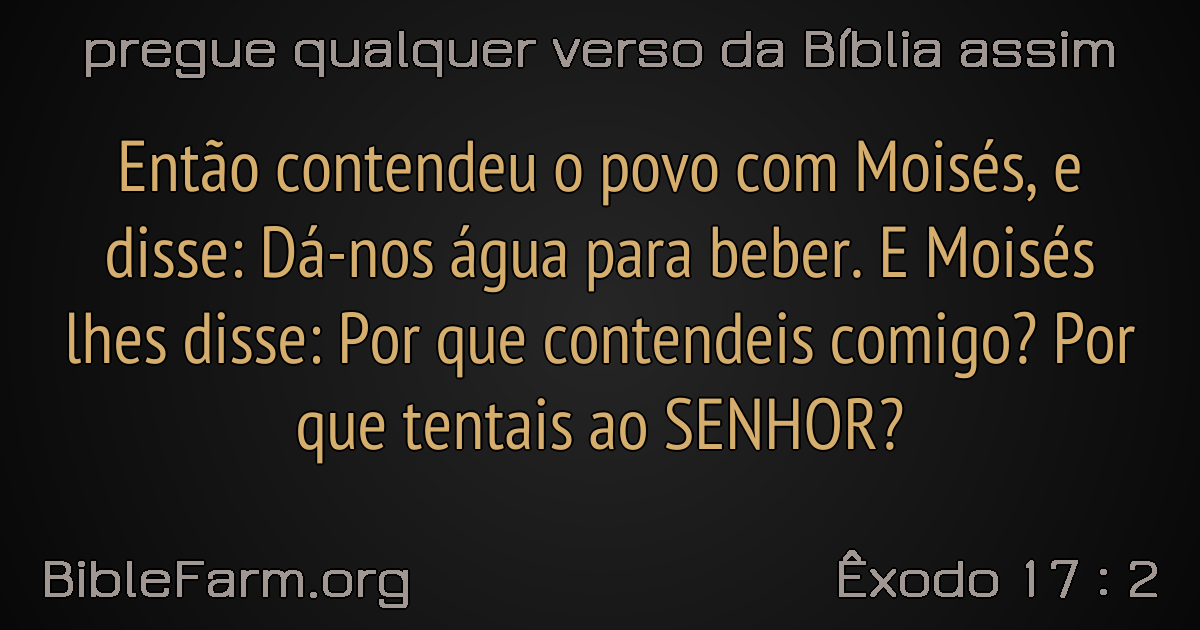 pregue qualquer verso da Bíblia assim
Então contendeu o povo com Moisés, e
disse: Dá-nos água para beber. E Moisés
lhes disse: Por que contendeis comigo? Por
que tentais ao SENHOR?
BibleFarm.org
Êxodo 17 : 2